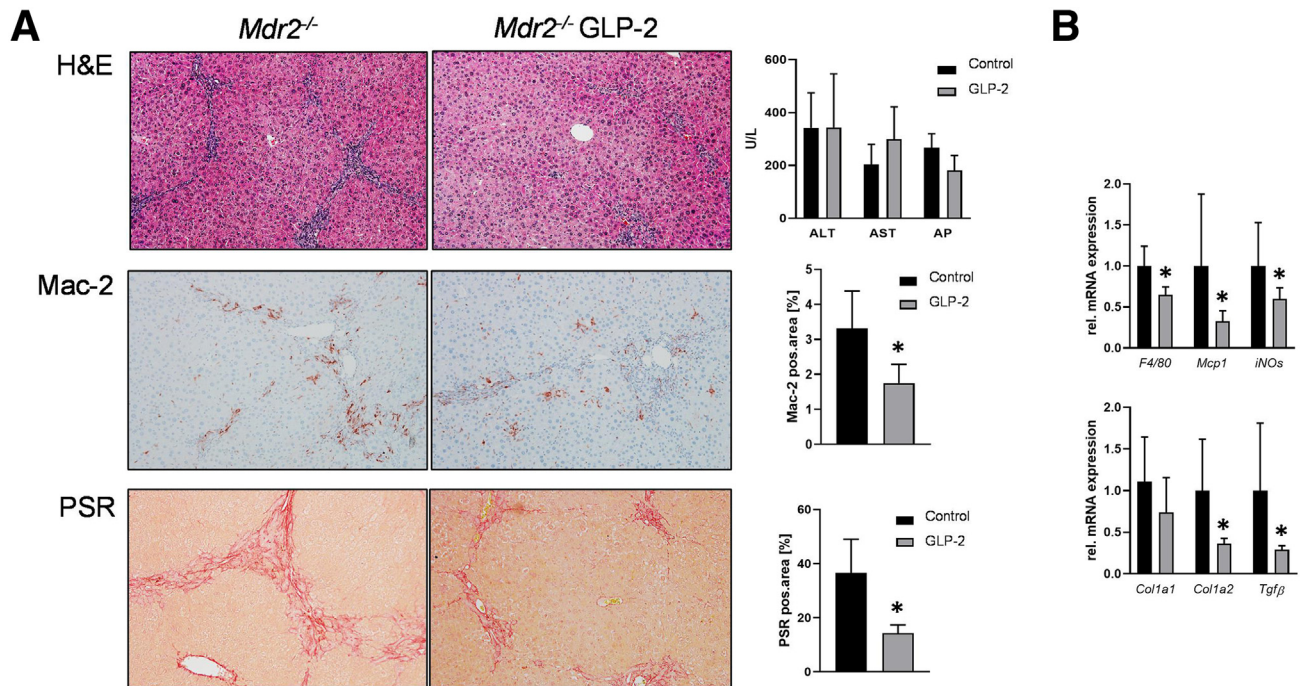 A
Mdr2-/-
Mdr2-/- GLP-2
B
H&E
Mac-2
PSR
600
400
200
0
U/L
Control
GLP-2
ALT AST AP
5
4
3
2
1
0
Mac-2 pos.area [%]
Control
GLP-2
*
60
40
20
0
PSR pos.area [%]
Control
GLP-2
*
2.0
1.5
1.0
0.5
0.0
rel. mRNA expression
* * *
F4/80 Mcp1 iNOs
2.0
1.5
1.0
0.5
0.0
rel. mRNA expression
* *
Col1a1 Col1a2 Tgfβ